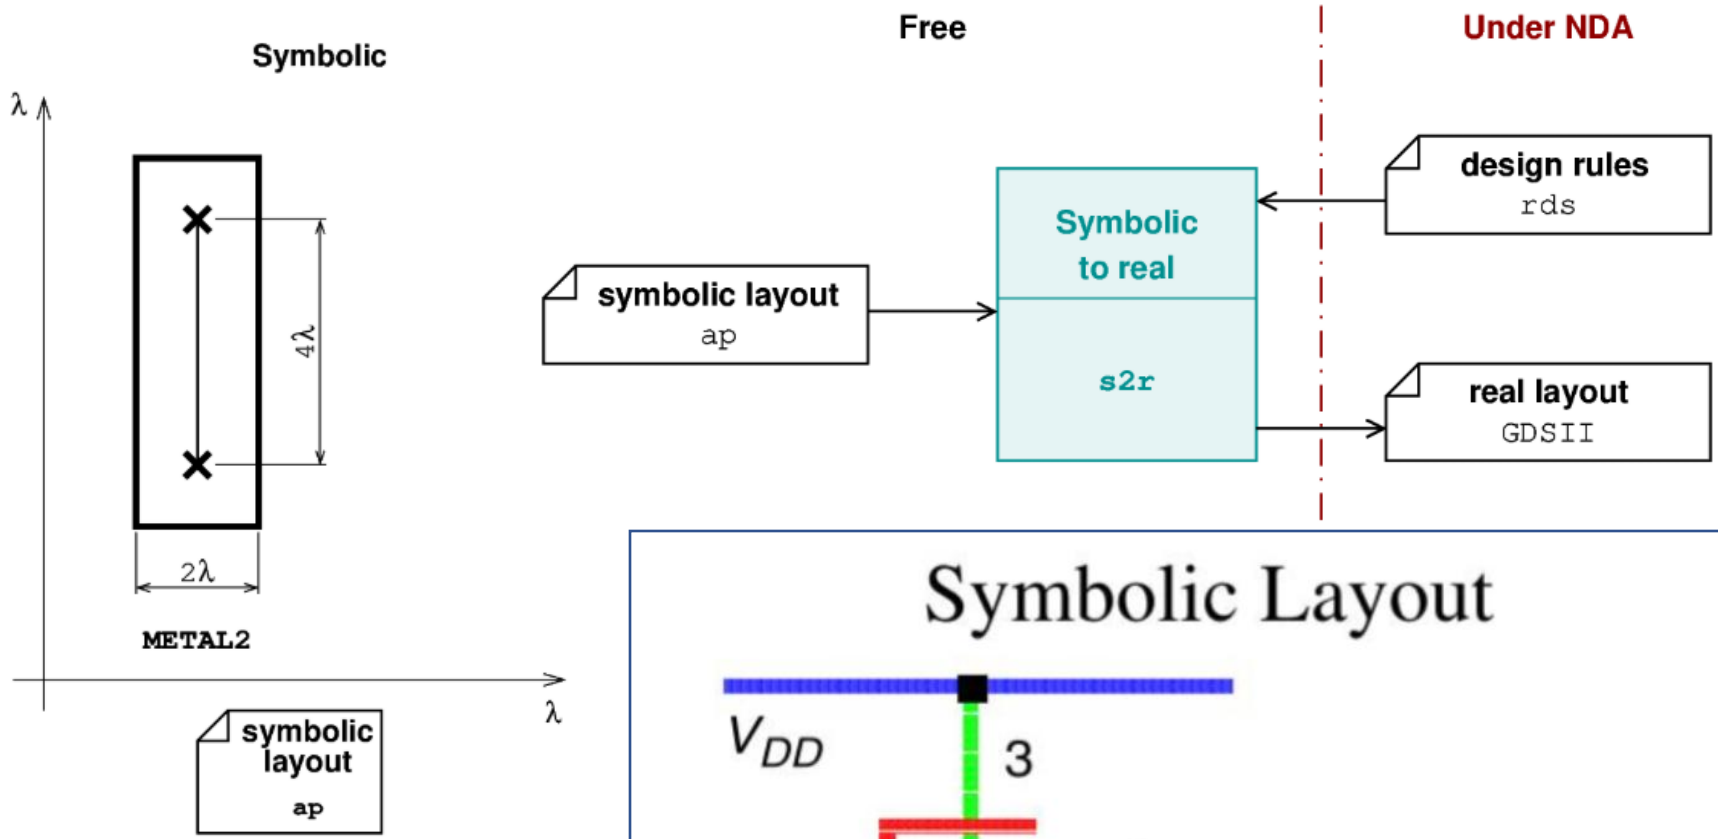 Symbolic
λ
4λ
2λ
METAL2
λ
symbolic
layout
ap
Free
Under NDA
symbolic layout
ap
Symbolic
to real
s2r
design rules
rds
real layout
GDSII
Symbolic Layout
VDD
3